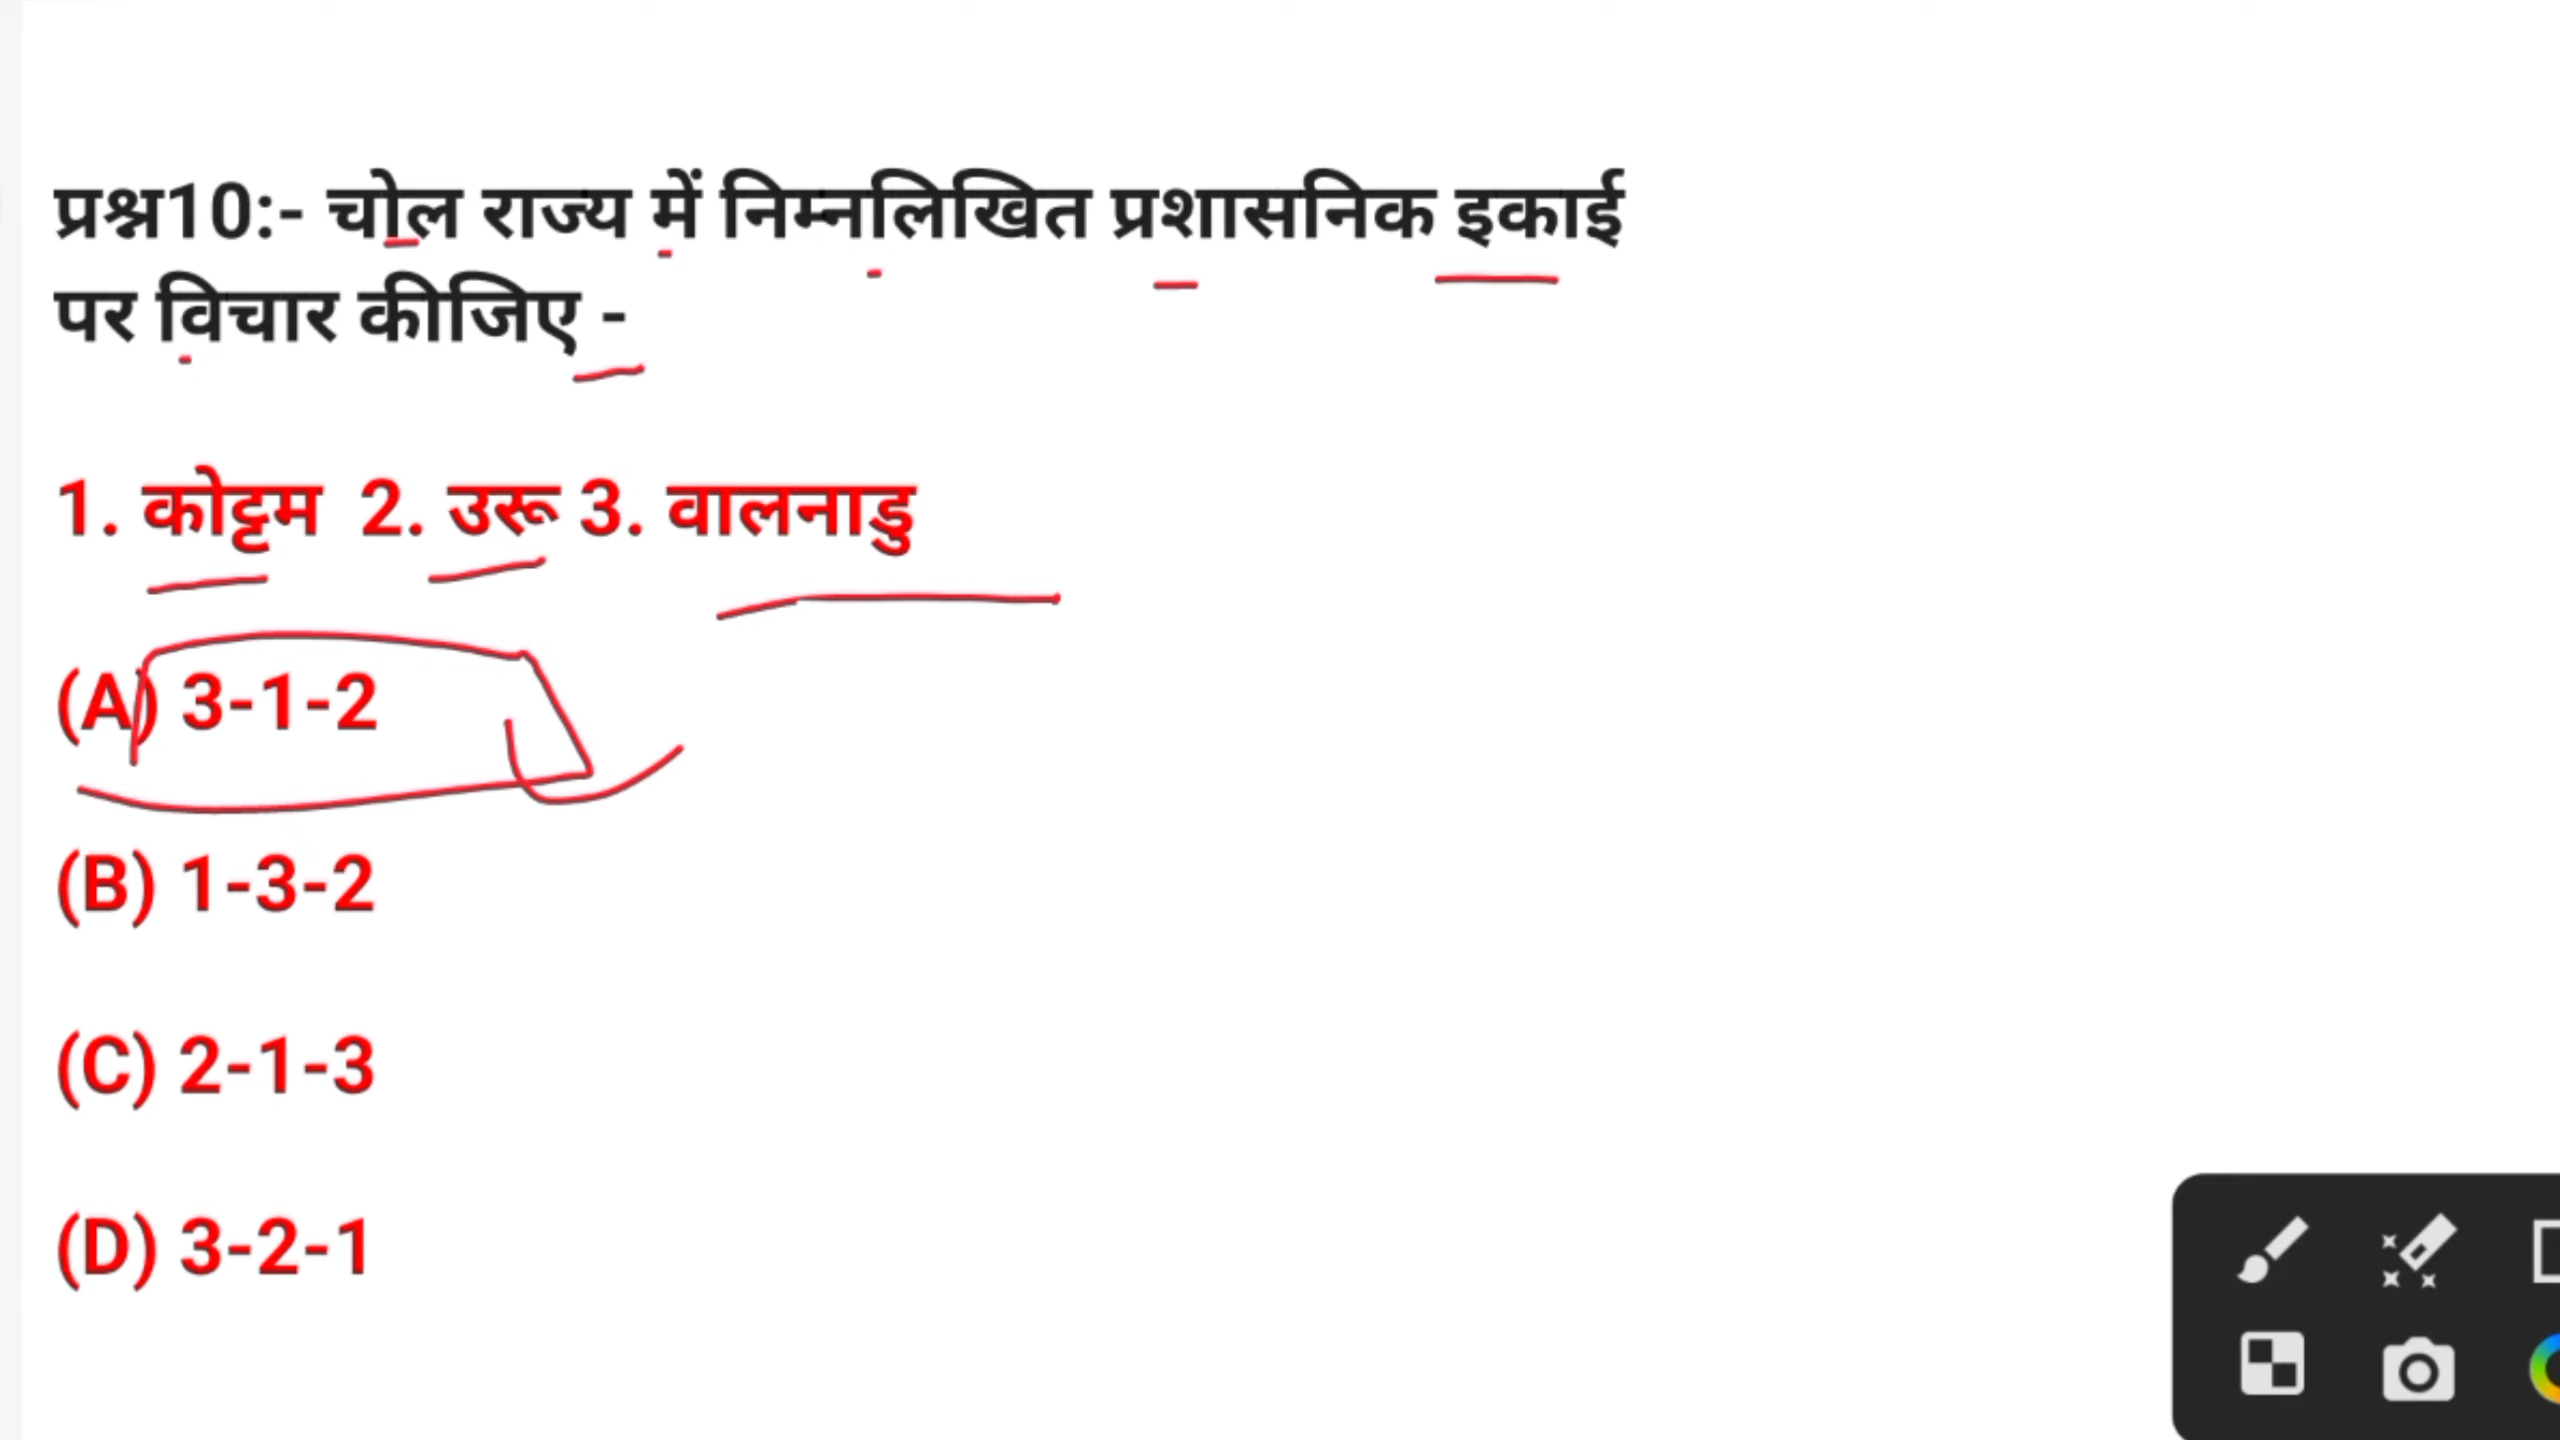 प्रश्न10:- चोल राज्य में निम्नलिखित प्रशासनिक इकाई
पर विचार कीजिए -
1. कोट्टम 2. उरू 3. वालनाडु
(A) 3-1-2
(B) 1-3-2
(C) 2-1-3
(D) 3-2-1